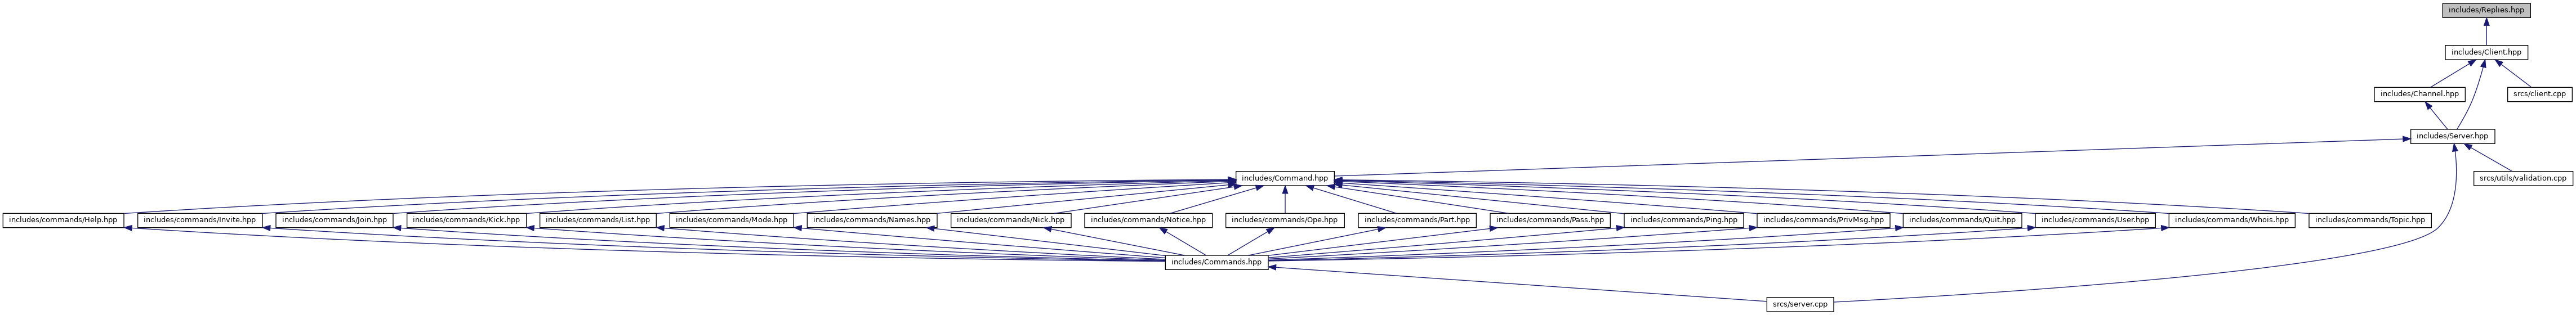 includes/Replies.hpp
includes/Client.hpp
includes/Channel.hpp
srcs/client.cpp
includes/Server.hpp
includes/Command.hpp
srcs/utils/validation.cpp
includes/commands/Help.hpp
includes/commands/Invite.hpp
includes/commands/Join.hpp
includes/commands/Kick.hpp
includes/commands/List.hpp
includes/commands/Mode.hpp
includes/commands/Names.hpp
includes/commands/Nick.hpp
includes/commands/Notice.hpp
includes/commands/Ope.hpp
includes/commands/Part.hpp
includes/commands/Pass.hpp
includes/commands/Ping.hpp
includes/commands/PrivMsg.hpp
includes/commands/Quit.hpp
includes/commands/User.hpp
includes/commands/Whois.hpp
includes/commands/Topic.hpp
includes/Commands.hpp
srcs/server.cpp